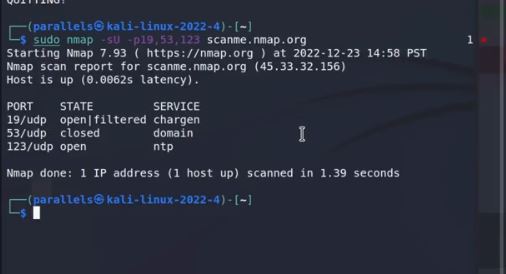 QUITTING!
┌──(parallels㉿kali-linux-2022-4)-[~]
└─$ sudo nmap -sU -p19,53,123 scanme.nmap.org 1
Starting Nmap 7.93 ( https://nmap.org ) at 2022-12-23 14:58 PST
Nmap scan report for scanme.nmap.org (45.33.32.156)
Host is up (0.0062s latency).
PORT STATE SERVICE
19/udp open|filtered chargen
53/udp closed domain
123/udp open ntp
Nmap done: 1 IP address (1 host up) scanned in 1.39 seconds
┌──(parallels㉿kali-linux-2022-4)-[~]
└─$